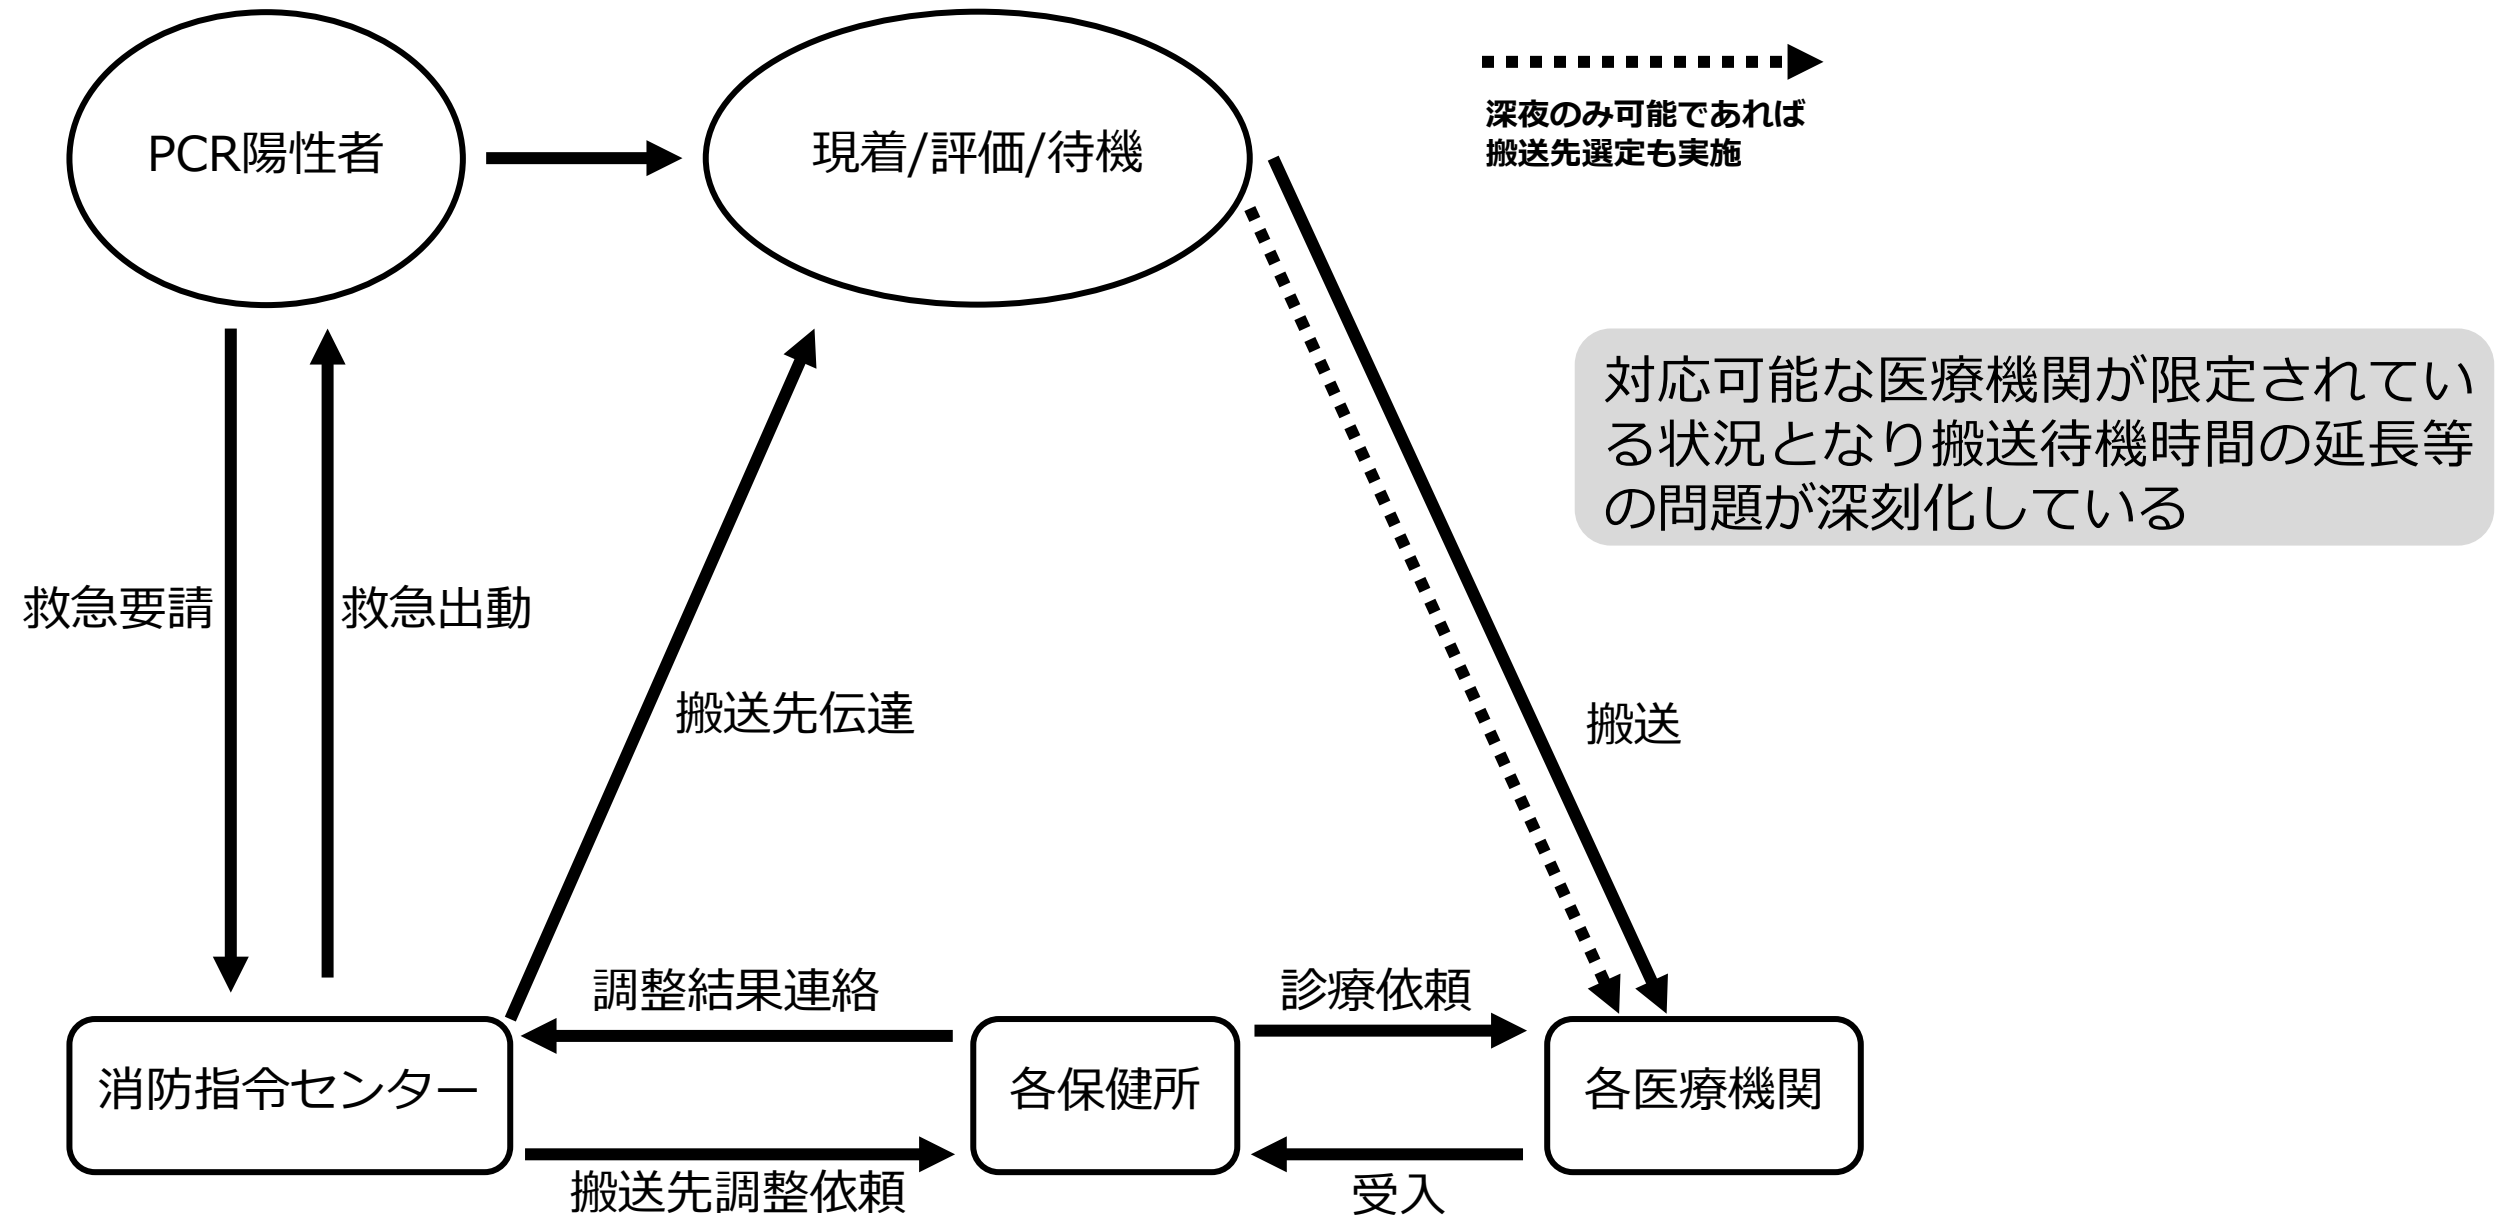 PCR陽性者
現着/評価/待機
深夜のみ可能であれば
搬送先選定も実施
対応可能な医療機関が限定されてい
る状況となり搬送待機時間の延長等
の問題が深刻化している
救急要請
救急出動
搬送先伝達
搬送
調整結果連絡
診療依頼
消防指令センター
各保健所
各医療機関
搬送先調整依頼
受入